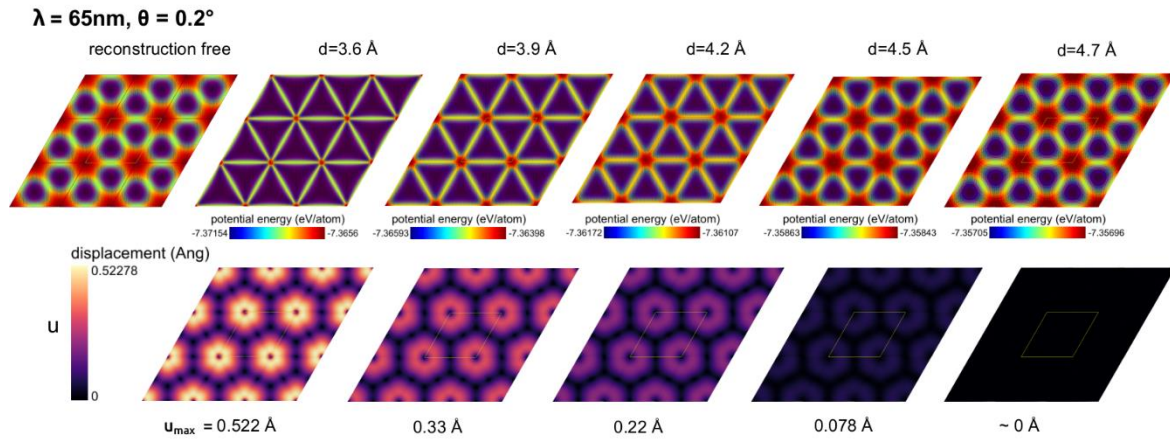 λ = 65nm, θ = 0.2°
reconstruction free d=3.6 Å d=3.9 Å d=4.2 Å d=4.5 Å d=4.7 Å
potential energy (eV/atom) potential energy (eV/atom) potential energy (eV/atom) potential energy (eV/atom) potential energy (eV/atom)
-7.37154 -7.3656 -7.36593 -7.36398 -7.36172 -7.36107 -7.35863 -7.35843 -7.35705 -7.35696
displacement (Ang)
0.52278
u
0
umax = 0.522 Å 0.33 Å 0.22 Å 0.078 Å ~ 0 Å